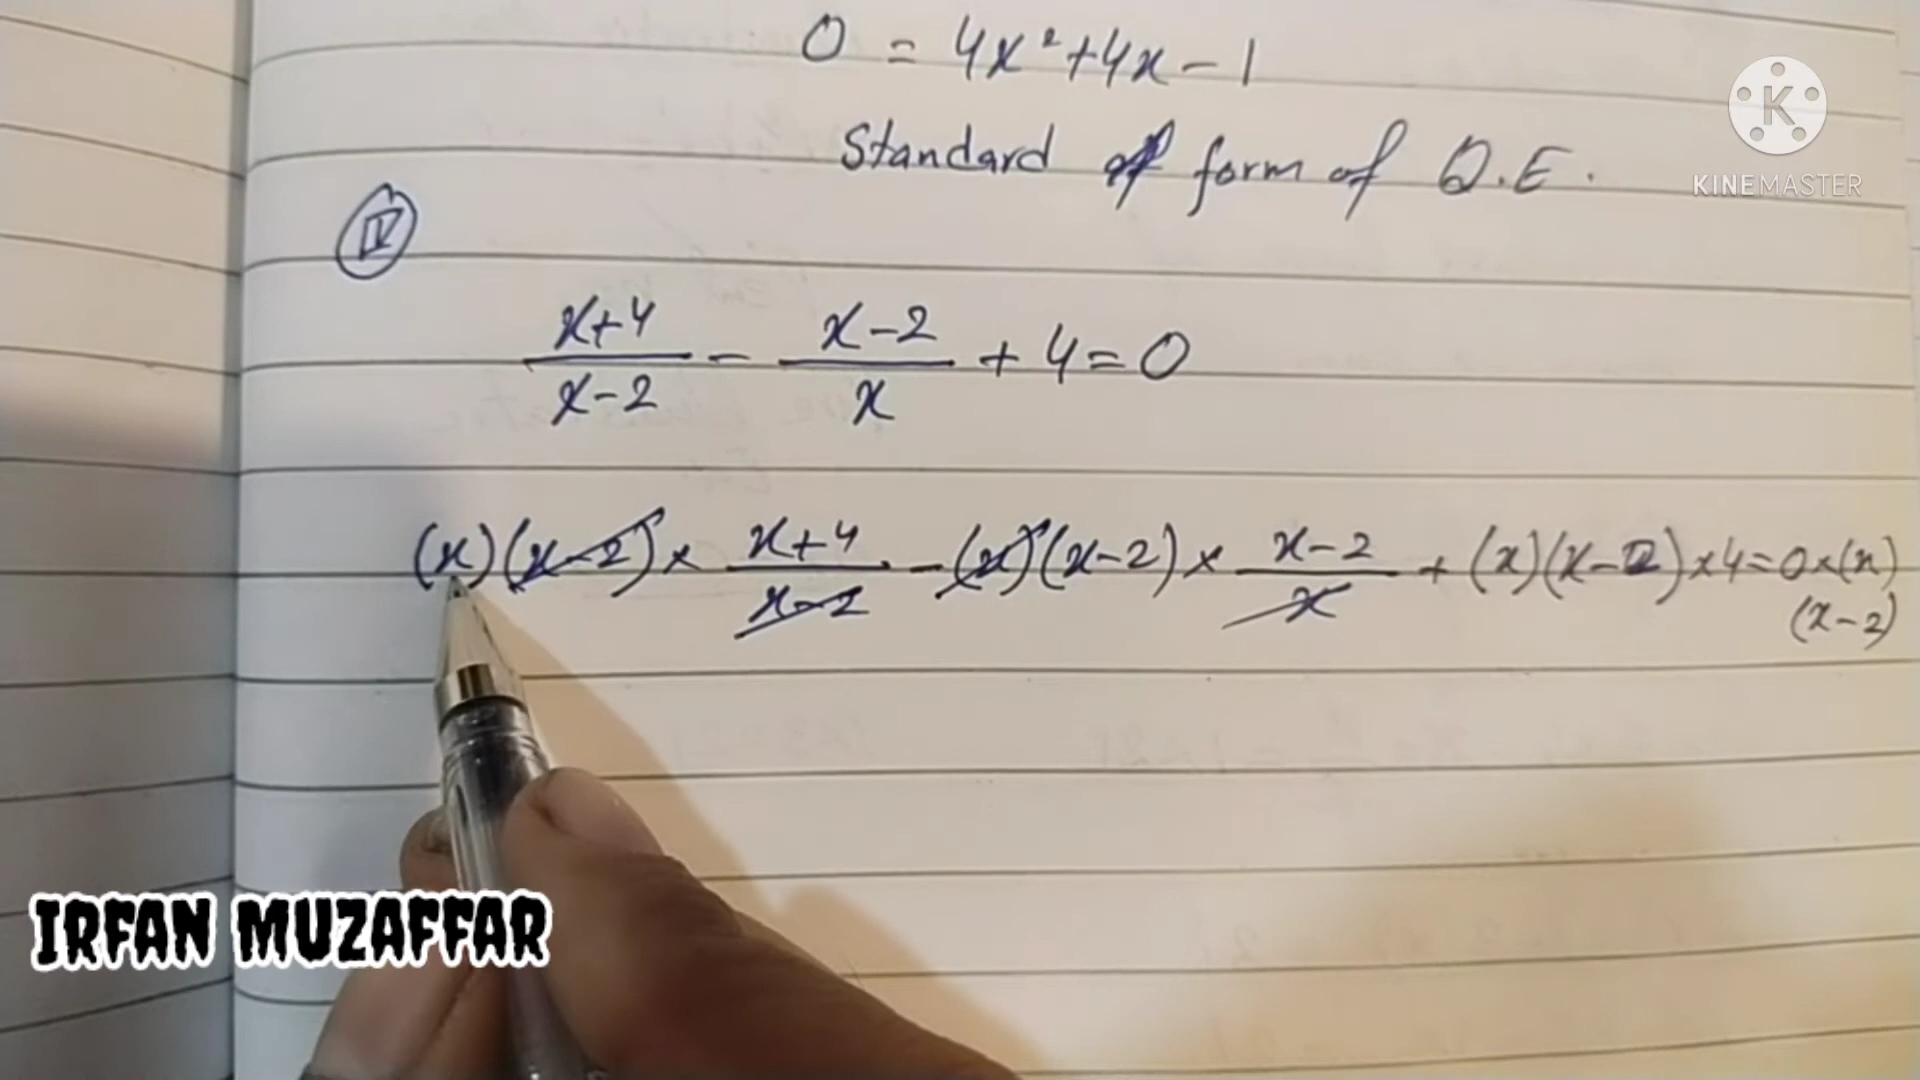 0 = 4x² + 4x - 1
Standard form of Q.E.
KINEMASTER
IV
x+4/x-2 - x-2/x + 4 = 0
(x)(x-2) × x+4/x-2 - (x)(x-2) × x-2/x + (x)(x-2) × 4 = 0 × (x)
(x-2)
IRFAN MUZAFFAR